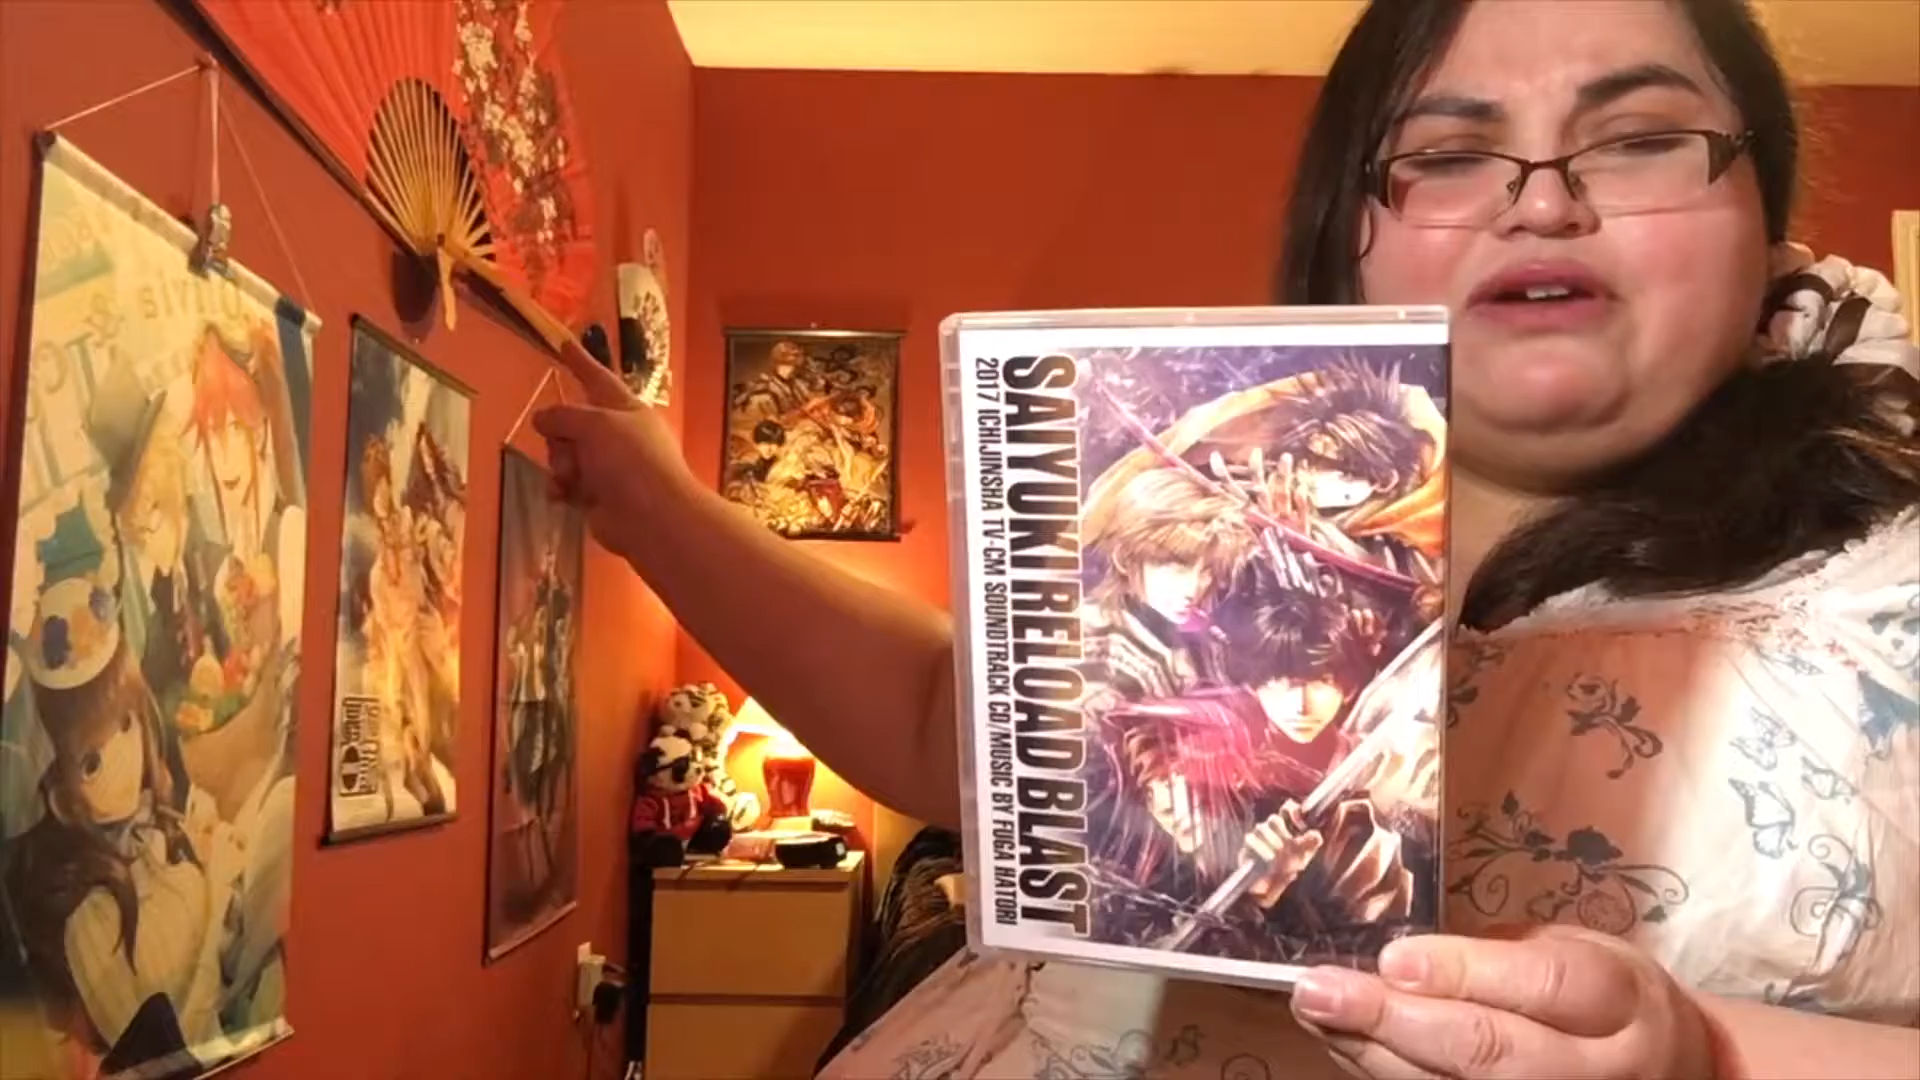 SAIYUKI RELOAD BLAST
2017 ICHIJINSHA TV-CM SOUNDTRACK CD/MUSIC BY FUGA HATORI